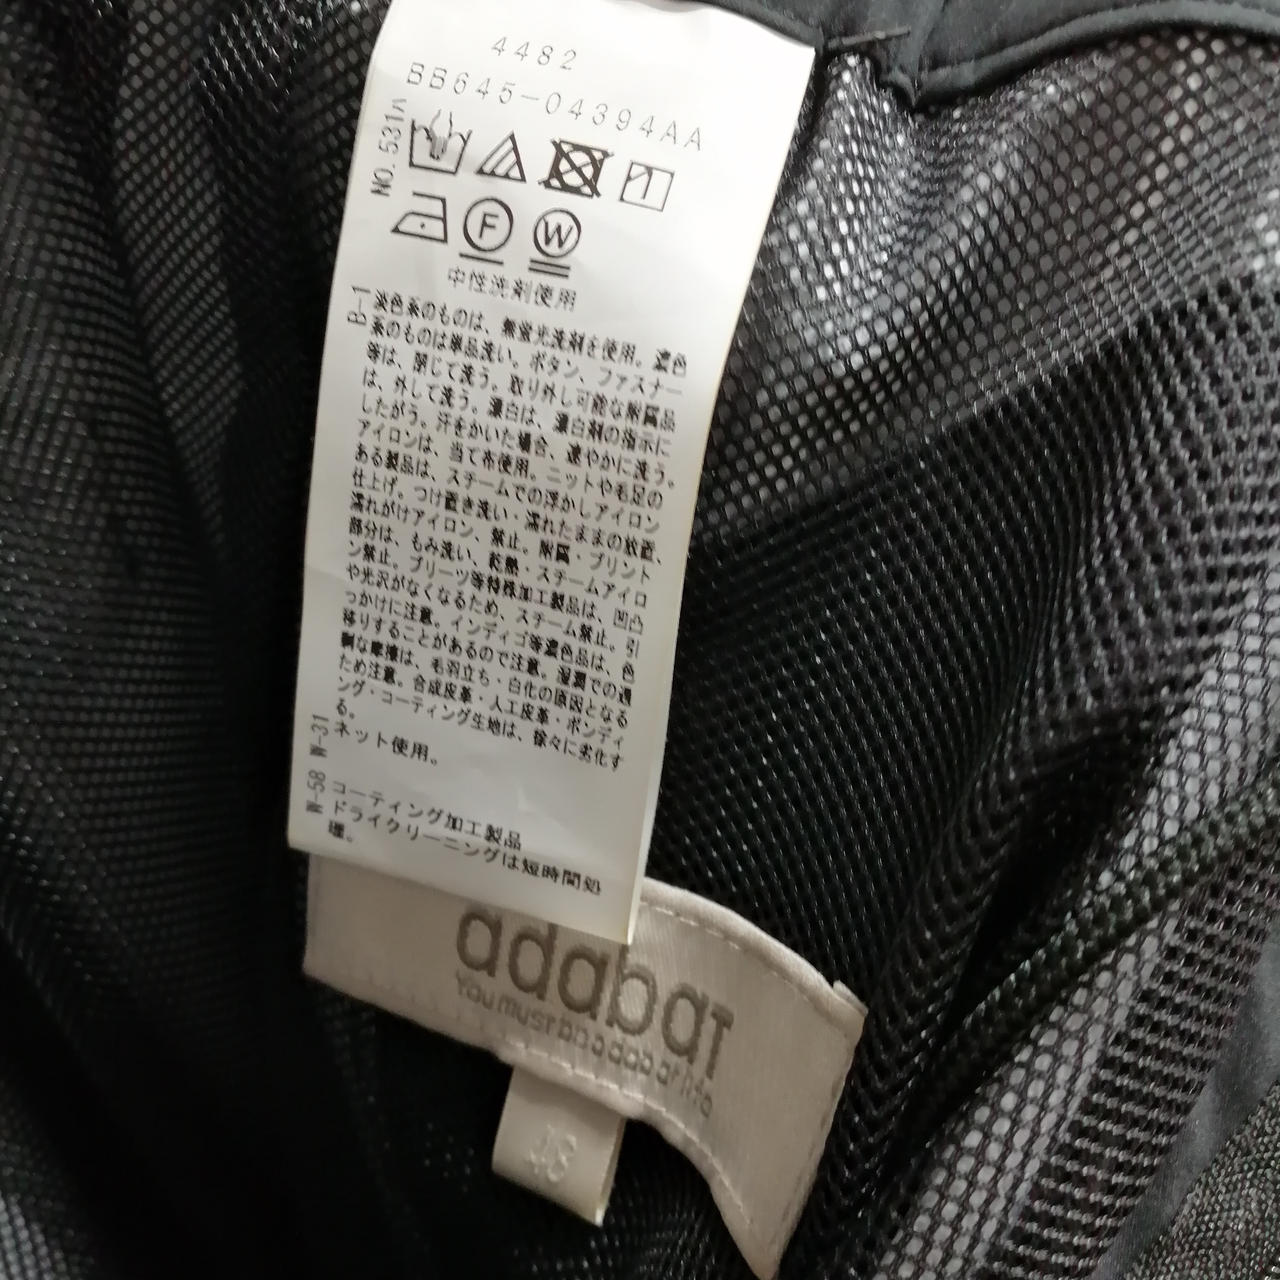 4482
BB645-04394AA
NO.531
F
W
中性洗剤使用
B-1
淡色系のものは、無蛍光洗剤を使用。濃色
系のものは単品洗い。ボタン、ファスナー
等は、閉じて洗う。取り外し可能な附属品
は、外して洗う。漂白は、漂白剤の指示に
したがう。汗をかいた場合、速やかに洗う。
アイロンは、当て布使用。ニットや毛足の
ある製品は、スチームでの浮かしアイロン
仕上げ。つけ置き洗い・濡れたままの放置、
濡れがけアイロン、禁止。附属・プリント
部分は、もみ洗い、乾熱・スチームアイロ
ン禁止。プリーツ等特殊加工製品は、凹凸
や光沢がなくなるため、スチーム禁止。引
っかけに注意。インディゴ等濃色品は、色
移りすることがあるので注意。湿潤での過
剰な摩擦は、毛羽立ち・白化の原因となる
ため注意。合成皮革・人工皮革・ボンディ
ング・コーティング生地は、徐々に劣化す
る。
ネット使用。
W-58 W-31
コーティング加工製品
ドライクリーニングは短時間処
理。
adabat
You must be adabat life
48